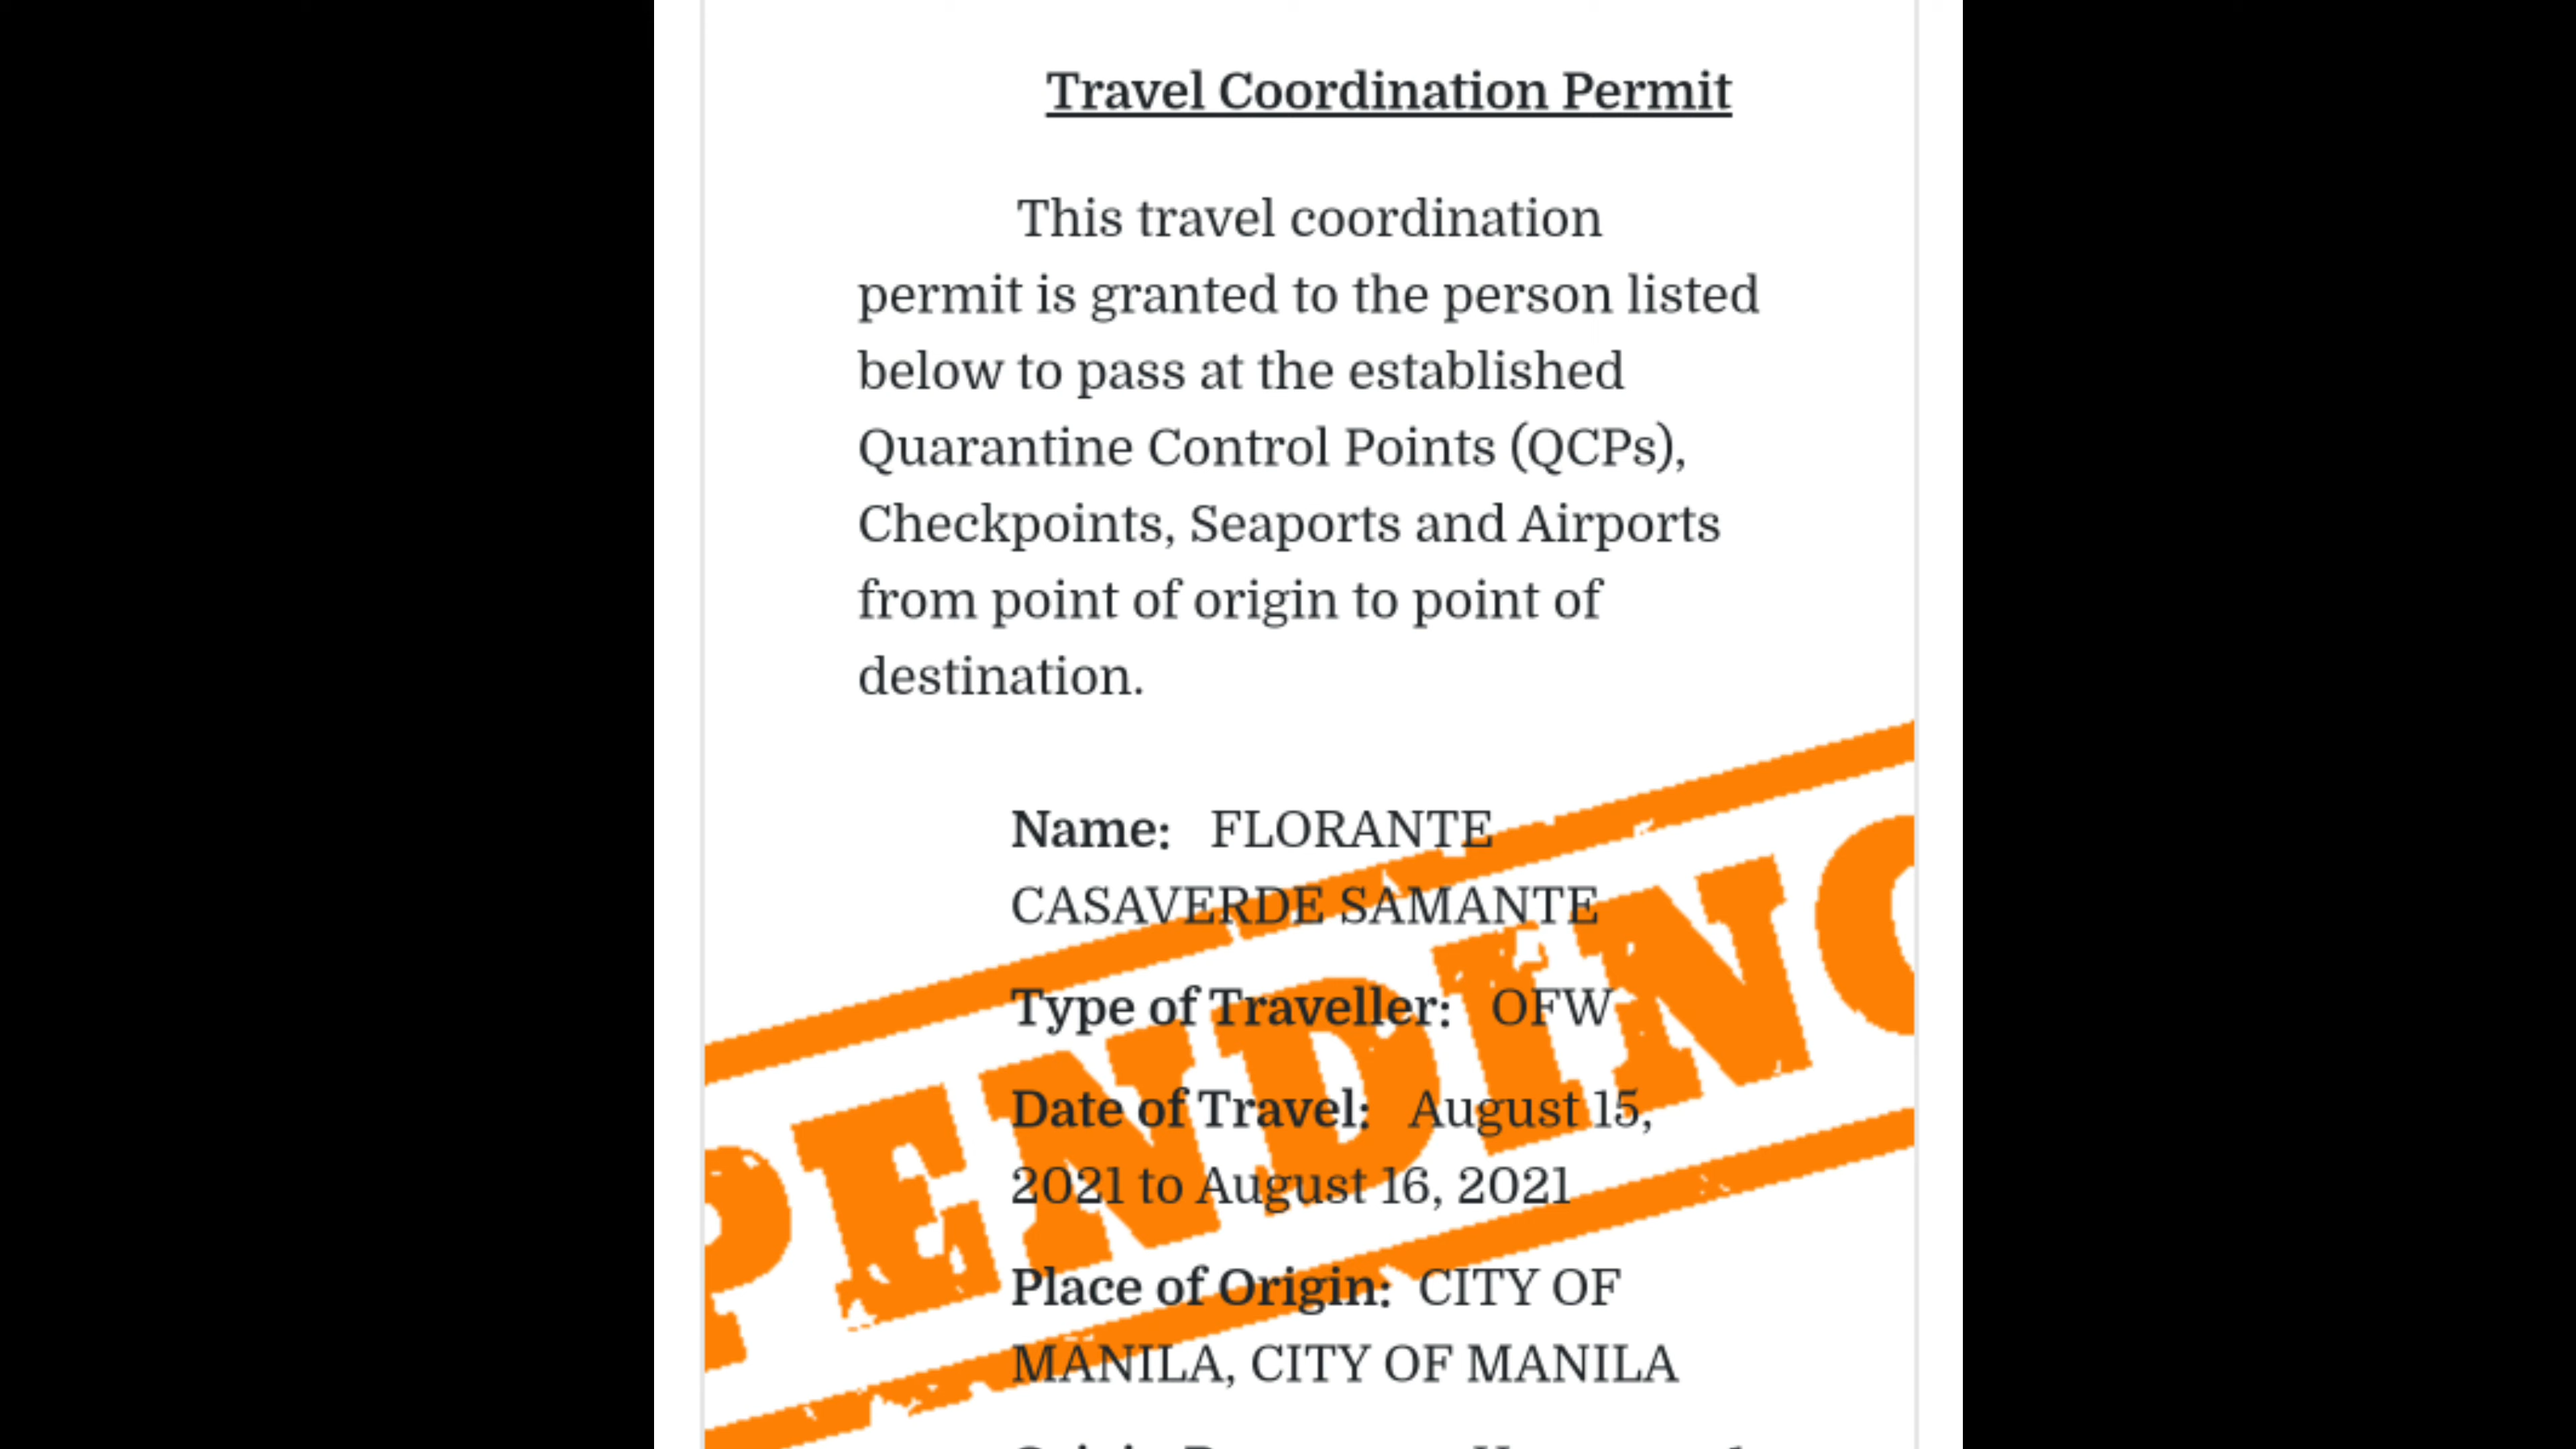 Travel Coordination Permit
This travel coordination
permit is granted to the person listed
below to pass at the established
Quarantine Control Points (QCPs),
Checkpoints, Seaports and Airports
from point of origin to point of
destination.
Name: FLORANTE
CASAVERDE SAMANTE
Type of Traveller: OFW
Date of Travel: August 15,
2021 to August 16, 2021
Place of Origin: CITY OF
MANILA, CITY OF MANILA
PENDING